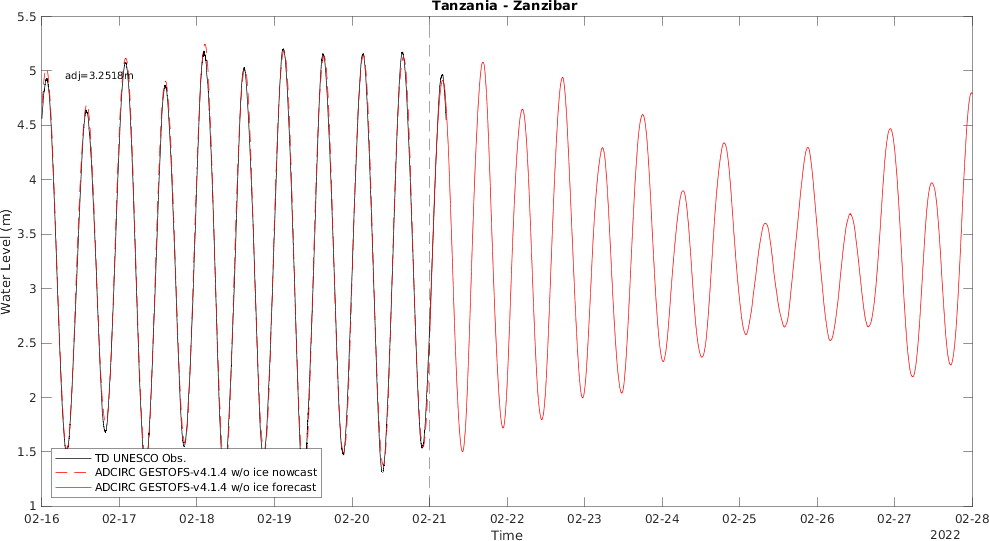 Tanzania - Zanzibar
adj=3.2518m
5.5
5
4.5
4
3.5
3
2.5
2
1.5
1
Water Level (m)
TD UNESCO Obs.
ADCIRC GESTOFS-v4.1.4 w/o ice nowcast
ADCIRC GESTOFS-v4.1.4 w/o ice forecast
02-16 02-17 02-18 02-19 02-20 02-21 02-22 02-23 02-24 02-25 02-26 02-27 02-28
Time
2022